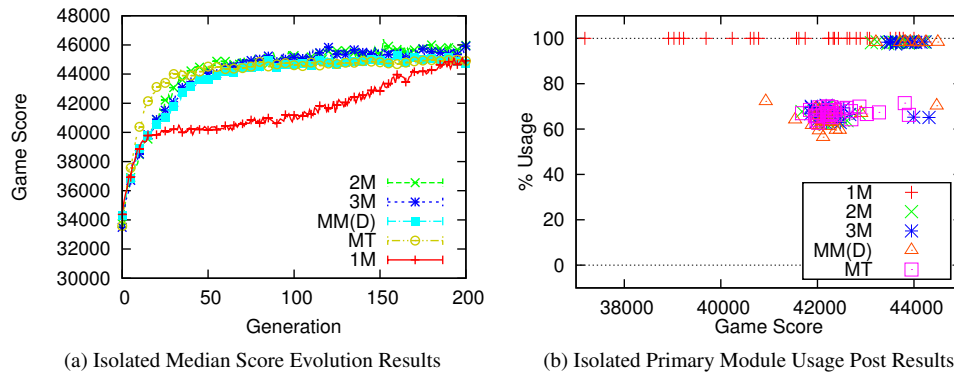 Game Score
46000
44000
42000
40000
38000
36000
34000
32000
30000
2M
3M
MM(D)
MT
1M
0
50
100
150
200
Generation
(a) Isolated Median Score Evolution Results
% Usage
100
80
60
40
20
0
1M
2M
3M
MM(D)
MT
38000
40000
42000
44000
Game Score
(b) Isolated Primary Module Usage Post Results